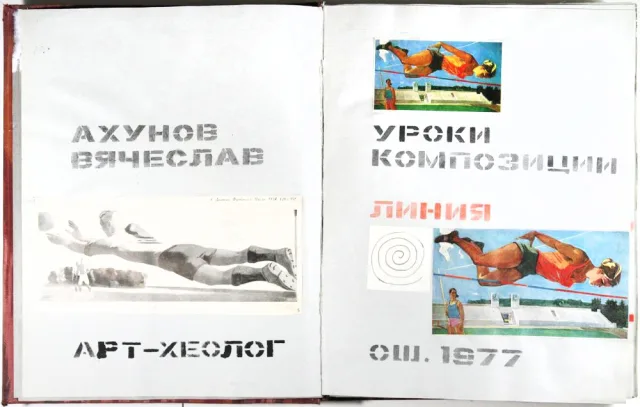 АХУНОВ
ВЯЧЕСЛАВ
АРТ-ХЕОЛОГ
УРОКИ
КОМПОЗИЦИИ
ЛИНИЯ
ОШ. 1977